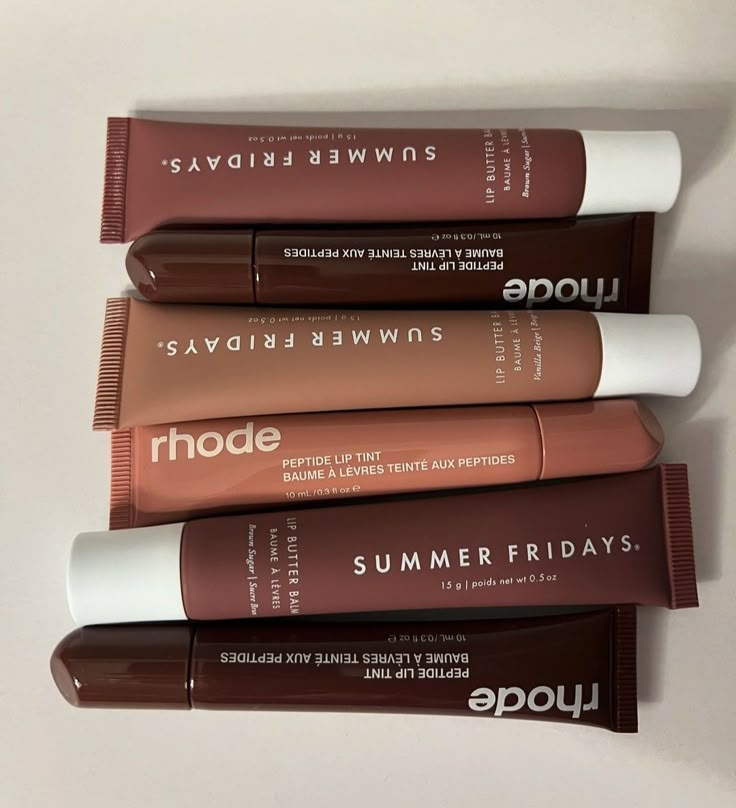 SUMMER FRIDAYS
15 g | poids net wt 0.5 oz
LIP BUTTER
BAUME À LÈVRES
Brown Sugar |
rhode
PEPTIDE LIP TINT
BAUME À LÈVRES TEINTÉ AUX PEPTIDES
10 mL/0.3 fl oz e
SUMMER FRIDAYS
15 g | poids net wt 0.5 oz
LIP BUTTER
BAUME À
Vanilla Beige |
rhode
PEPTIDE LIP TINT
BAUME À LÈVRES TEINTÉ AUX PEPTIDES
10 mL/0.3 fl oz e
SUMMER FRIDAYS
15 g | poids net wt 0.5 oz
LIP BUTTER BALM
BAUME À LÈVRES
Brown Sugar | Sucre
rhode
PEPTIDE LIP TINT
BAUME À LÈVRES TEINTÉ AUX PEPTIDES
10 mL/0.3 fl oz e